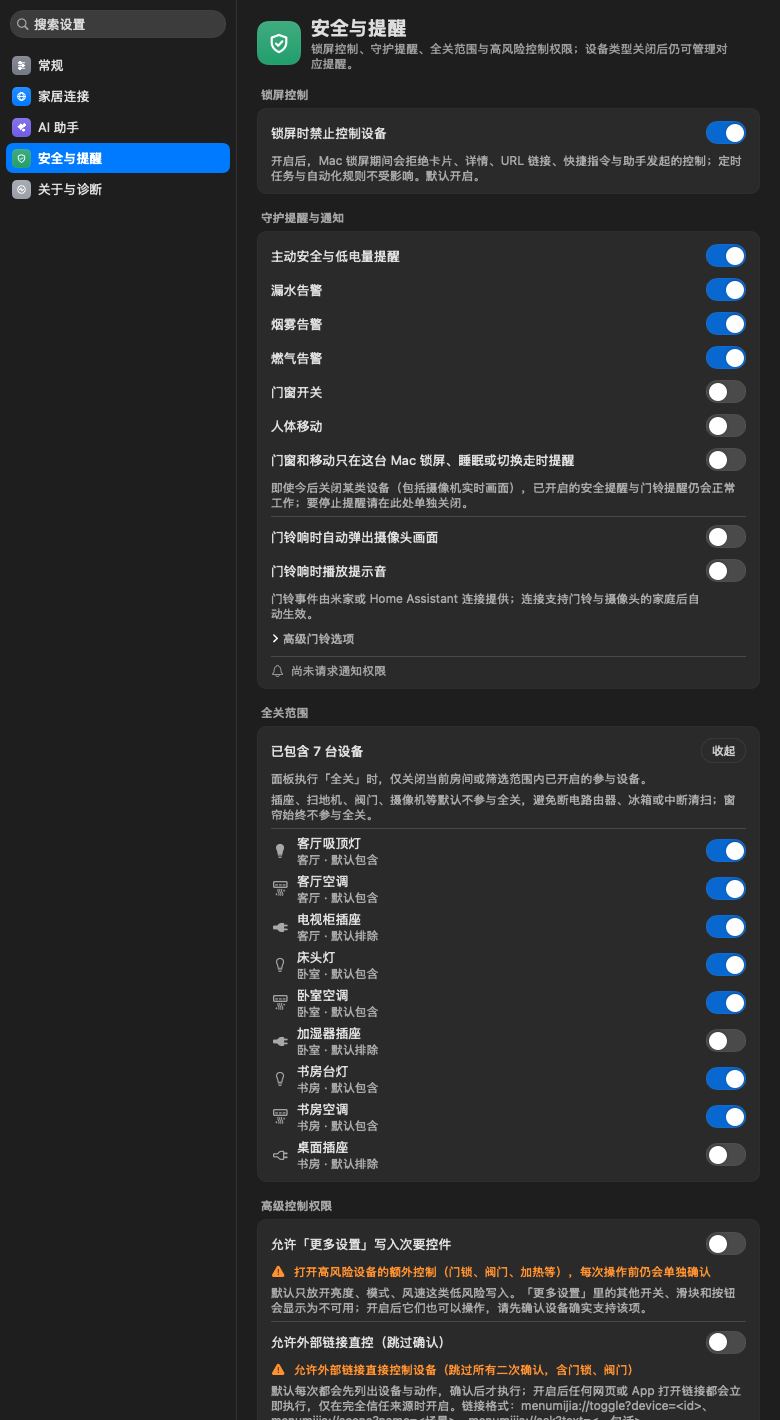 搜索设置
常规
家居连接
AI 助手
安全与提醒
关于与诊断
安全与提醒
锁屏控制、守护提醒、全关范围与高风险控制权限；设备类型关闭后仍可管理对
应提醒。
锁屏控制
锁屏时禁止控制设备
开启后，Mac 锁屏期间会拒绝卡片、详情、URL 链接、快捷指令与助手发起的控制；定时
任务与自动化规则不受影响。默认开启。
守护提醒与通知
主动安全与低电量提醒
漏水告警
烟雾告警
燃气告警
门窗开关
人体移动
门窗和移动只在这台 Mac 锁屏、睡眠或切换走时提醒
即使今后关闭某类设备（包括摄像机实时画面），已开启的安全提醒与门铃提醒仍会正常
工作；要停止提醒请在此处单独关闭。
门铃响时自动弹出摄像头画面
门铃响时播放提示音
门铃事件由米家或 Home Assistant 连接提供；连接支持门铃与摄像头的家庭后自
动生效。
高级门铃选项
尚未请求通知权限
全关范围
已包含 7 台设备
收起
面板执行「全关」时，仅关闭当前房间或筛选范围内已开启的参与设备。
插座、扫地机、阀门、摄像机等默认不参与全关，避免断电路由器、冰箱或中断清扫；窗
帘始终不参与全关。
客厅吸顶灯
客厅 · 默认包含
客厅空调
客厅 · 默认包含
电视柜插座
客厅 · 默认排除
床头灯
卧室 · 默认包含
卧室空调
卧室 · 默认包含
加湿器插座
卧室 · 默认排除
书房台灯
书房 · 默认包含
书房空调
书房 · 默认包含
桌面插座
书房 · 默认排除
高级控制权限
允许「更多设置」写入次要控件
打开高风险设备的额外控制（门锁、阀门、加热等），每次操作前仍会单独确认
默认只放开亮度、模式、风速这类低风险写入。「更多设置」里的其他开关、滑块和按钮
会显示为不可用；开启后它们也可以操作，请先确认设备确实支持该项。
允许外部链接直控（跳过确认）
允许外部链接直接控制设备（跳过所有二次确认，含门锁、阀门）
默认每次都会先列出设备与动作，确认后才执行；开启后任何网页或 App 打开链接都会立
即执行，仅在完全信任来源时开启。链接格式：menumijia://toggle?device=<id>、